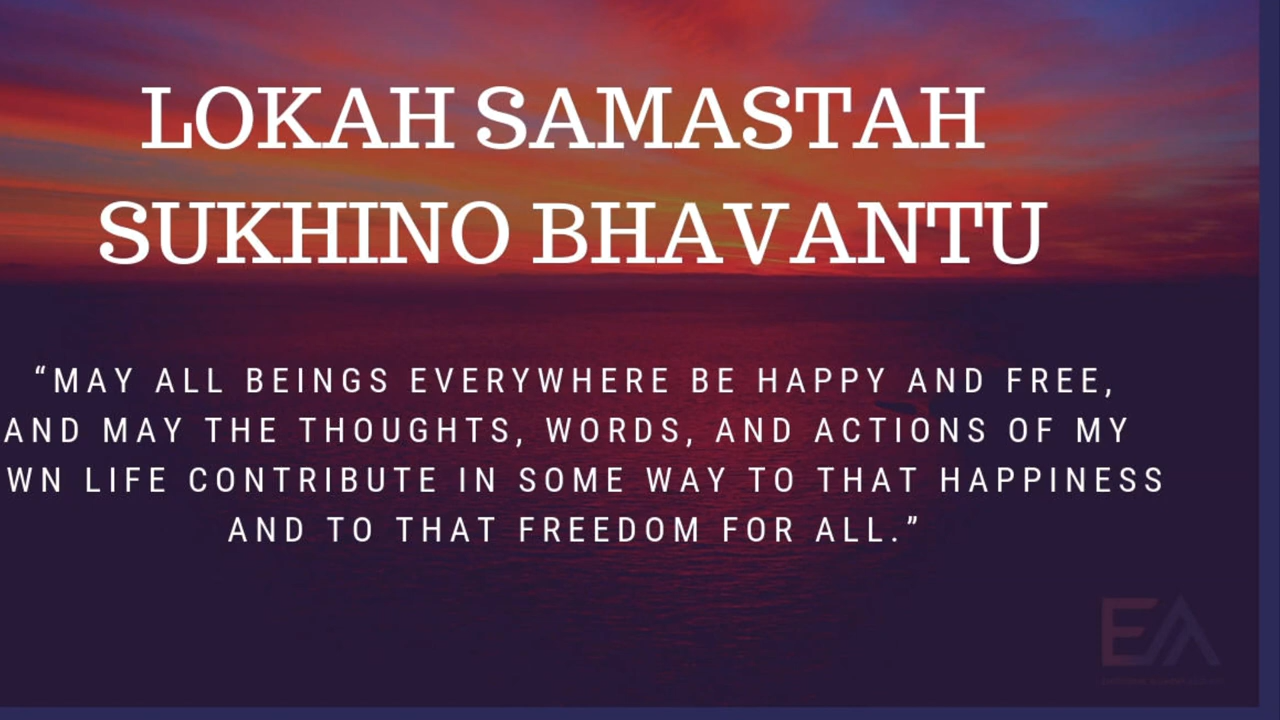 LOKAH SAMASTAH
SUKHINO BHAVANTU
“MAY ALL BEINGS EVERYWHERE BE HAPPY AND FREE,
AND MAY THE THOUGHTS, WORDS, AND ACTIONS OF MY
WN LIFE CONTRIBUTE IN SOME WAY TO THAT HAPPINESS
AND TO THAT FREEDOM FOR ALL.”
EA